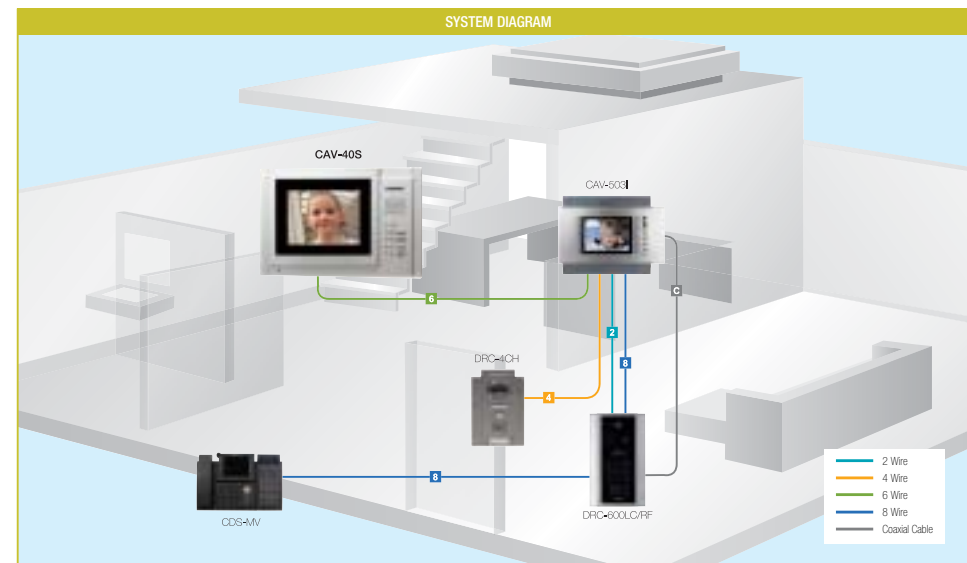 SYSTEM DIAGRAM
CAV-40S
CAV-503I
C
6
2
DRC-4CH
8
4
8
CDS-MV
DRC-600LC/RF
2 Wire
4 Wire
6 Wire
8 Wire
Coaxial Cable